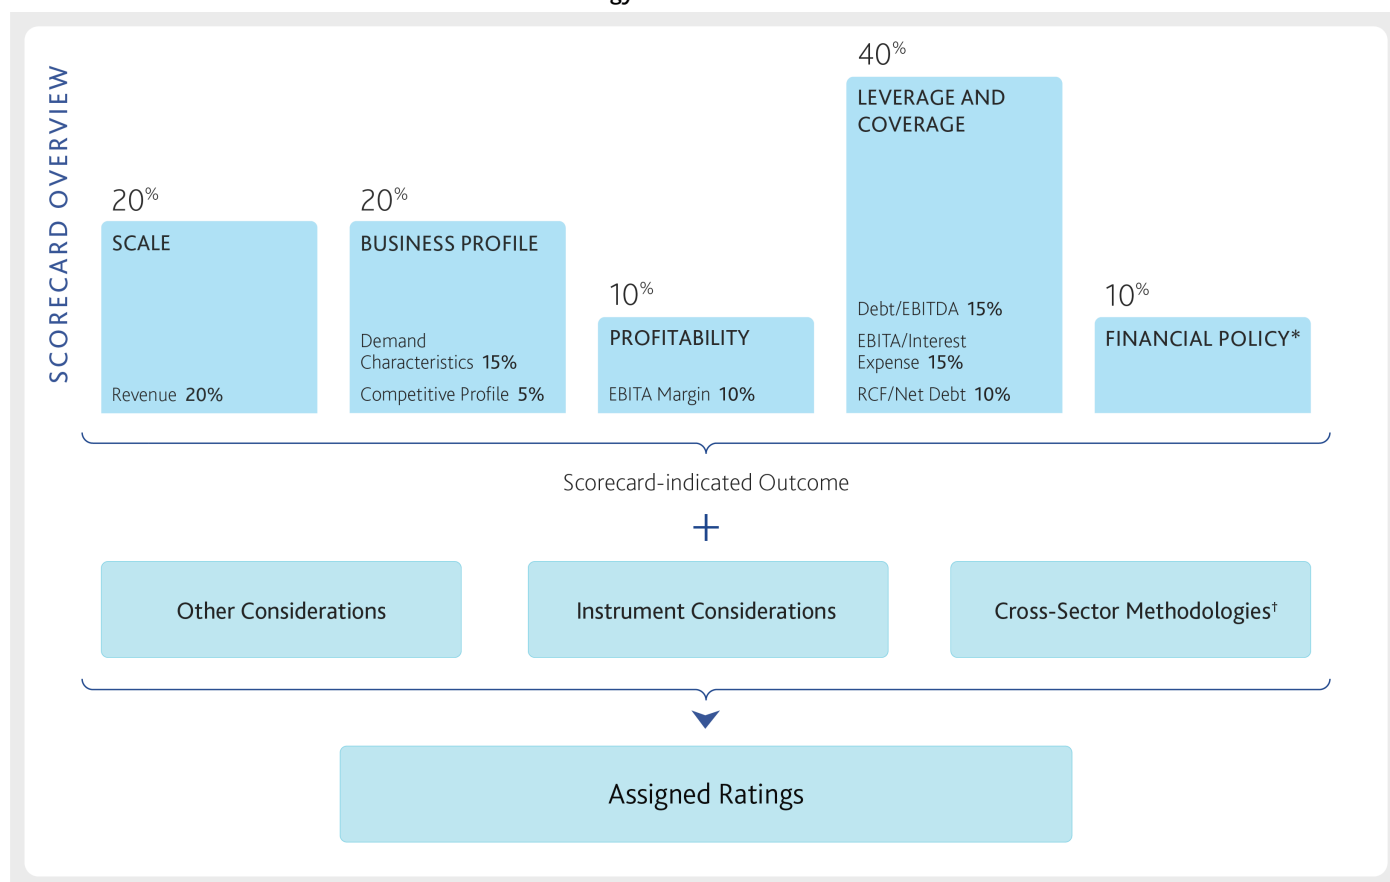 SCORECARD OVERVIEW
20%
SCALE
Revenue 20%
20%
BUSINESS PROFILE
Demand
Characteristics 15%
Competitive Profile 5%
10%
PROFITABILITY
EBITA Margin 10%
40%
LEVERAGE AND
COVERAGE
Debt/EBITDA 15%
EBITA/Interest
Expense 15%
RCF/Net Debt 10%
10%
FINANCIAL POLICY*
Scorecard-indicated Outcome
+
Other Considerations
Instrument Considerations
Cross-Sector Methodologies†
Assigned Ratings